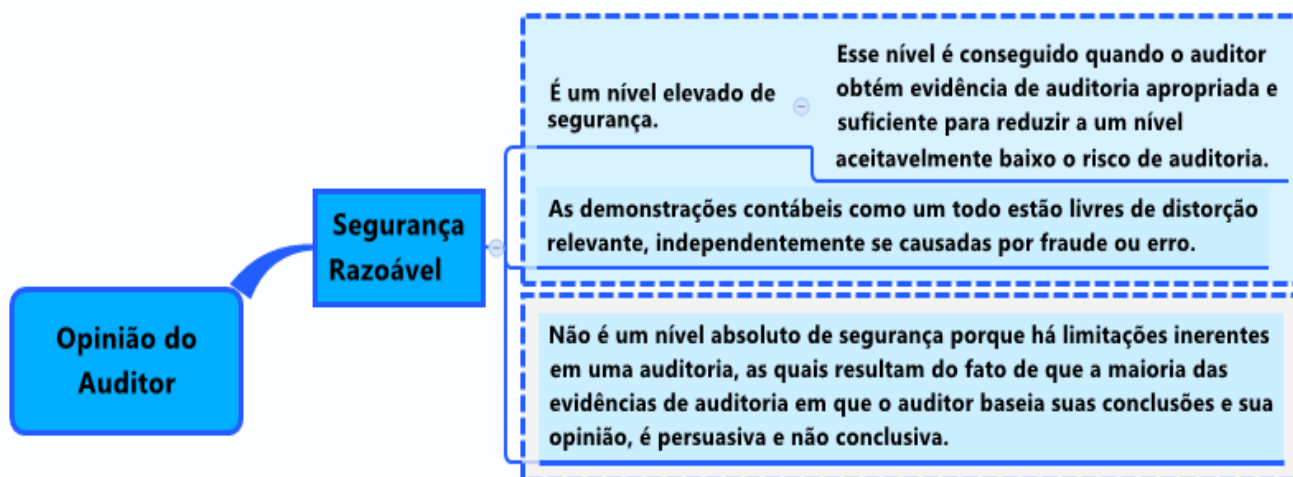 Opinião do
Auditor
Segurança
Razoável
É um nível elevado de
segurança.
Esse nível é conseguido quando o auditor
obtém evidência de auditoria apropriada e
suficiente para reduzir a um nível
aceitavelmente baixo o risco de auditoria.
As demonstrações contábeis como um todo estão livres de distorção
relevante, independentemente se causadas por fraude ou erro.
Não é um nível absoluto de segurança porque há limitações inerentes
em uma auditoria, as quais resultam do fato de que a maioria das
evidências de auditoria em que o auditor baseia suas conclusões e sua
opinião, é persuasiva e não conclusiva.